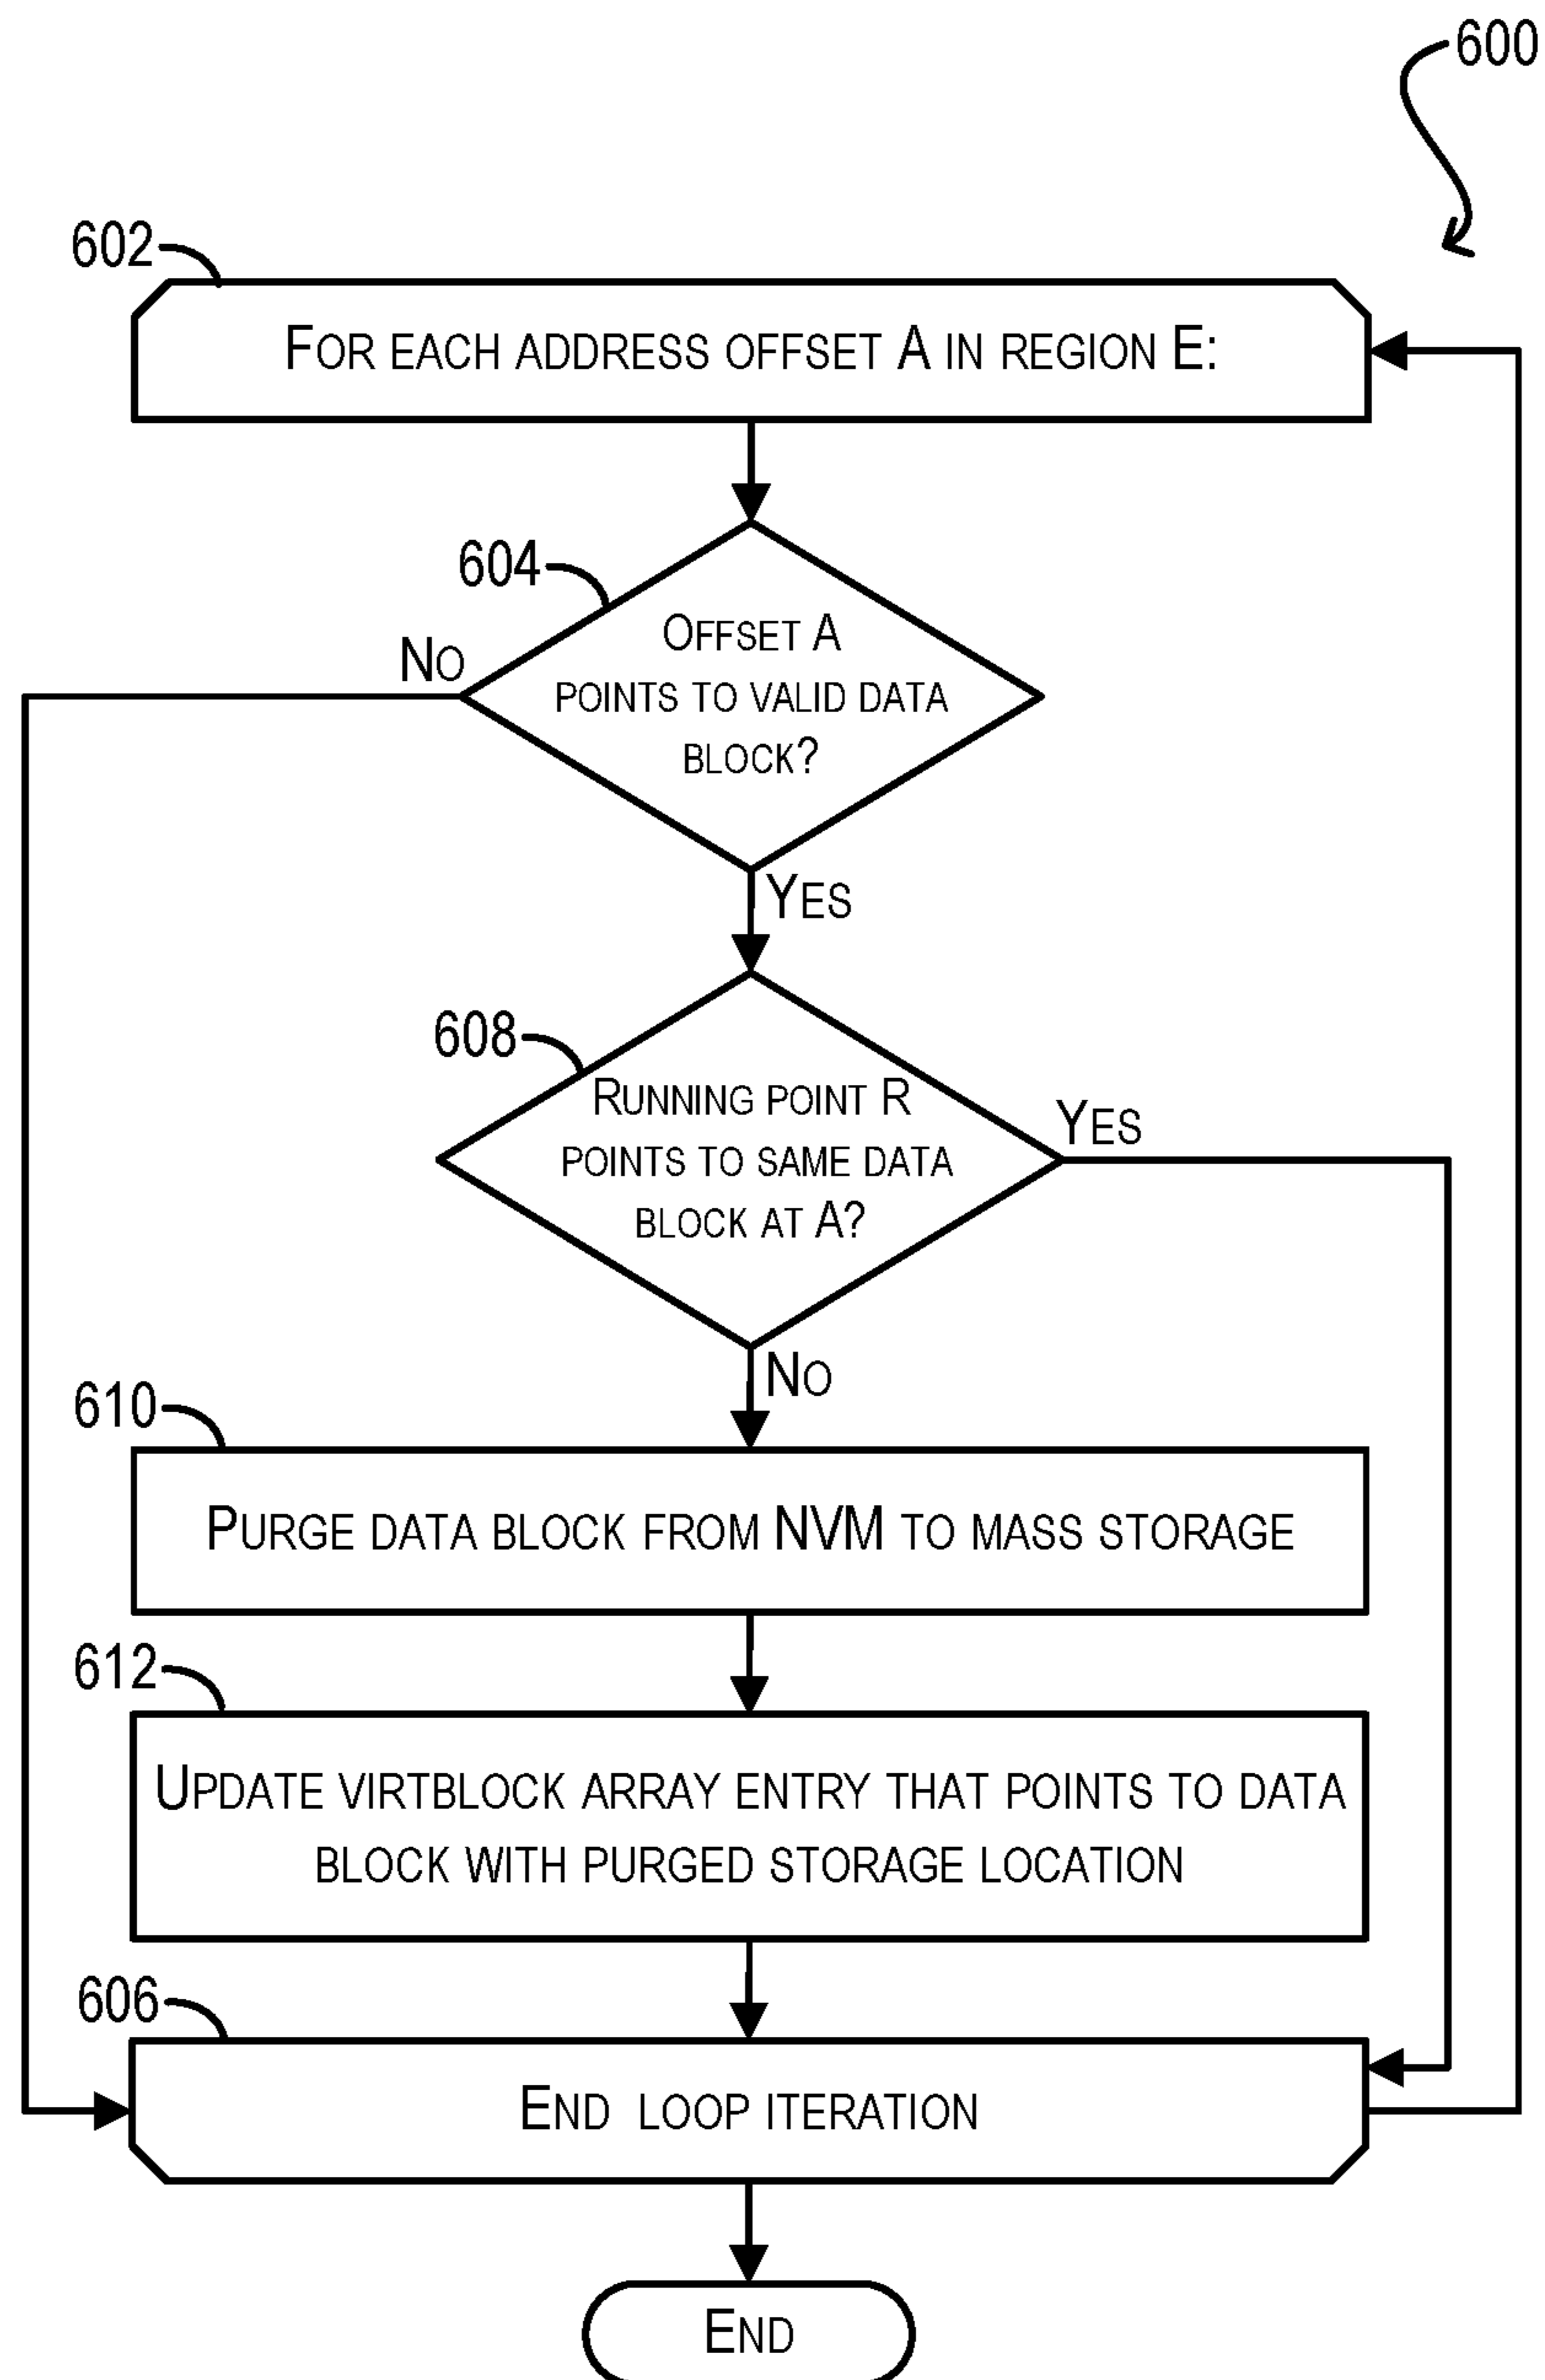 600
602
For each address offset A in region E:
604
Offset A
points to valid data
block?
No
Yes
608
Running point R
points to same data
block at A?
Yes
No
610
Purge data block from NVM to mass storage
612
Update virtblock array entry that points to data
block with purged storage location
606
End loop iteration
End